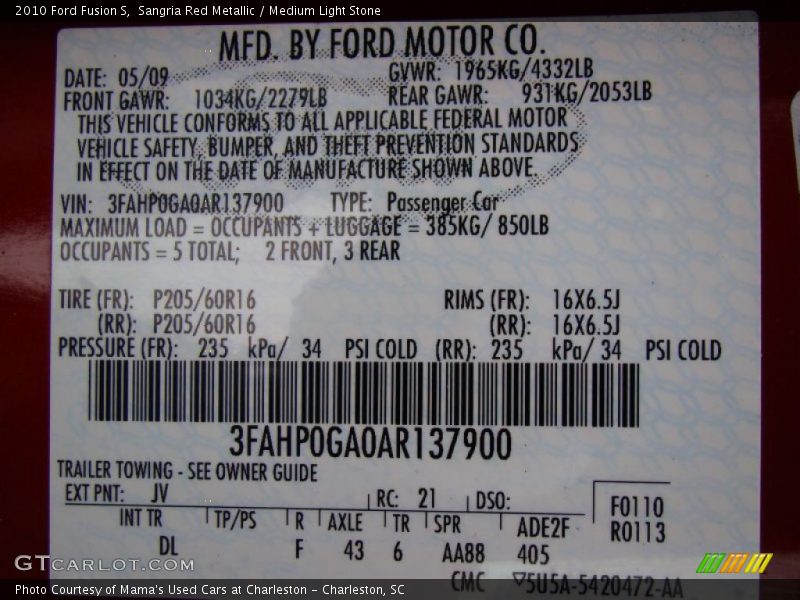 2010 Ford Fusion S,  Sangria Red Metallic / Medium Light Stone
MFD. BY FORD MOTOR CO.
DATE: 05/09
GVWR: 1965KG/4332LB
FRONT GAWR: 1034KG/2279LB
REAR GAWR: 931KG/2053LB
THIS VEHICLE CONFORMS TO ALL APPLICABLE FEDERAL MOTOR
VEHICLE SAFETY, BUMPER, AND THEFT PREVENTION STANDARDS
IN EFFECT ON THE DATE OF MANUFACTURE SHOWN ABOVE.
VIN: 3FAHP0GA0AR137900 TYPE: Passenger Car
MAXIMUM LOAD = OCCUPANTS + LUGGAGE = 385KG/ 850LB
OCCUPANTS = 5 TOTAL; 2 FRONT, 3 REAR
TIRE (FR): P205/60R16 RIMS (FR): 16X6.5J
(RR): P205/60R16 (RR): 16X6.5J
PRESSURE (FR): 235 kPa/ 34 PSI COLD (RR): 235 kPa/ 34 PSI COLD
3FAHP0GA0AR137900
TRAILER TOWING - SEE OWNER GUIDE
EXT PNT: JV RC: 21 DSO:
F0110
R0113
INT TR TP/PS R AXLE TR SPR ADE2F
DL F 43 6 AA88 405
CMC ▽5U5A-5420472-AA
GTCARLOT.COM
Photo Courtesy of Mama's Used Cars at Charleston - Charleston, SC